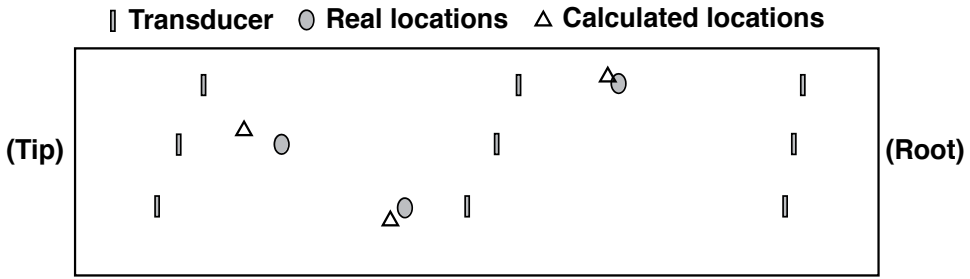 Transducer Real locations Calculated locations
(Tip) (Root)